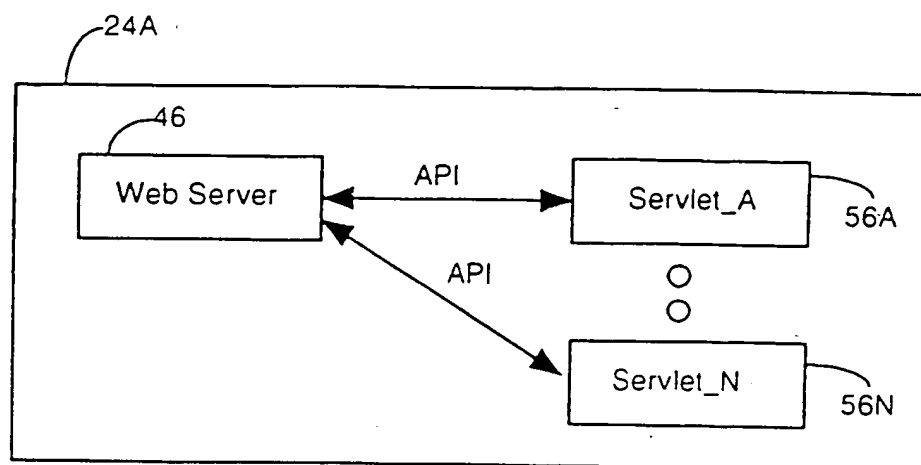 24A
46
Web Server
API
Servlet_A
56A
API
Servlet_N
56N